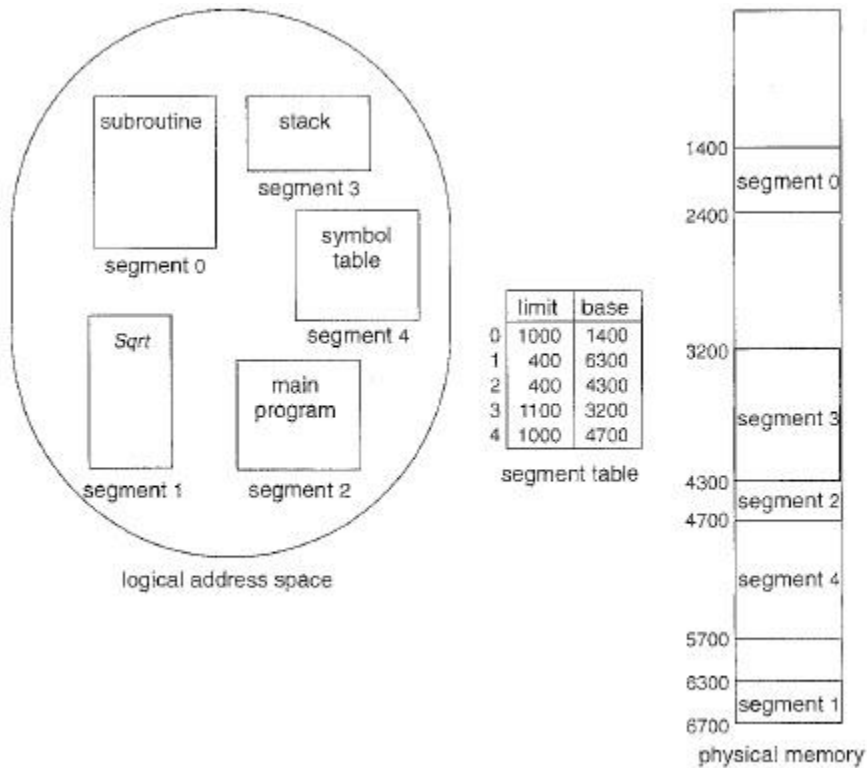 subroutine
stack
segment 3
segment 0
symbol
table
segment 4
Sqrt
segment 1
main
program
segment 2
logical address space
limit base
0 1000 1400
1 400 6300
2 400 4300
3 1100 3200
4 1000 4700
segment table
1400
segment 0
2400
3200
segment 3
4300
segment 2
4700
segment 4
5700
6300
segment 1
6700
physical memory